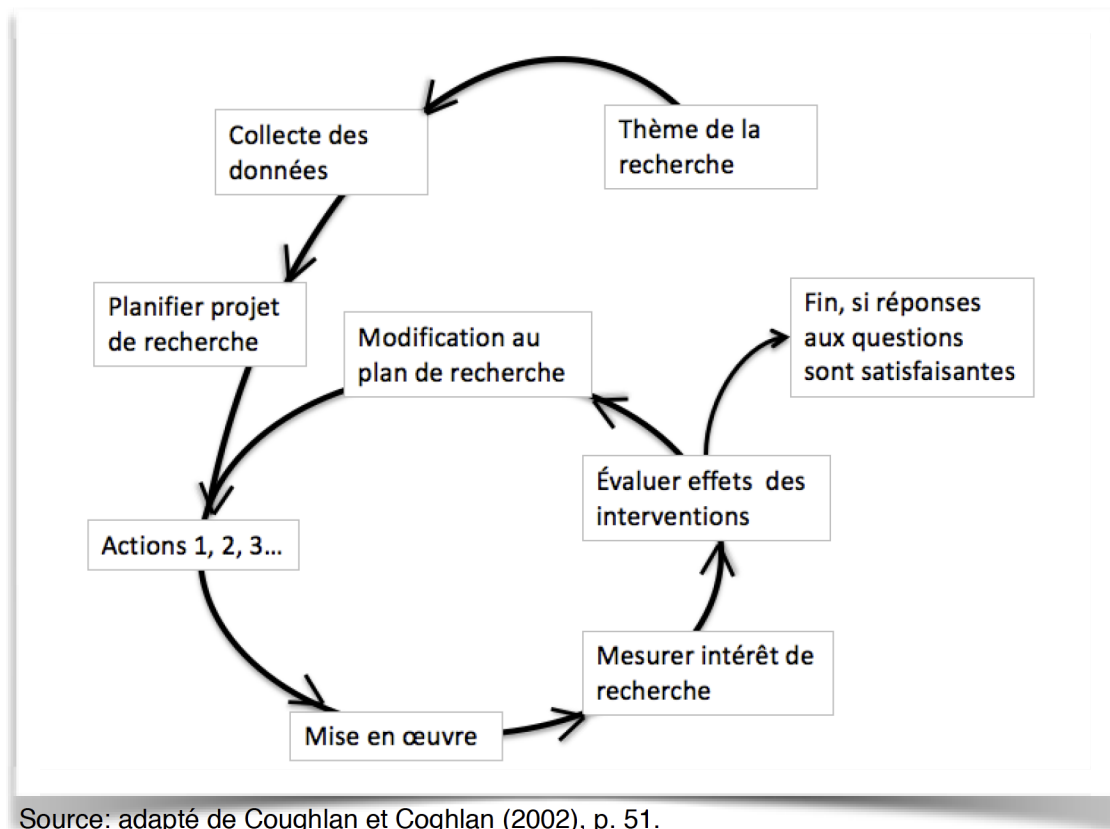 Thème de la
recherche
Collecte des
données
Planifier projet
de recherche
Modification au
plan de recherche
Fin, si réponses
aux questions
sont satisfaisantes
Évaluer effets des
interventions
Actions 1, 2, 3...
Mesurer intérêt de
recherche
Mise en œuvre
Source: adapté de Coughlan et Coghlan (2002), p. 51.